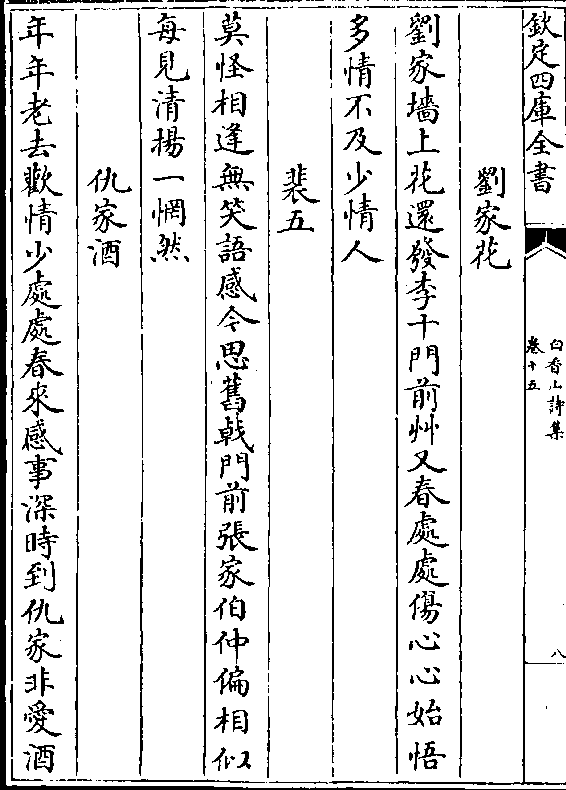 欽定四庫全書
白香山詩集
卷十五
八
劉家花
劉家墻上花還發李十門前艸又春處處傷心心始悟
多情不及少情人
裴五
莫怪相逢無笑語感今思舊戟門前張家伯仲偏相似
每見清揚一惘然
仇家酒
年年老去歡情少處處春來感事深時到仇家非愛酒